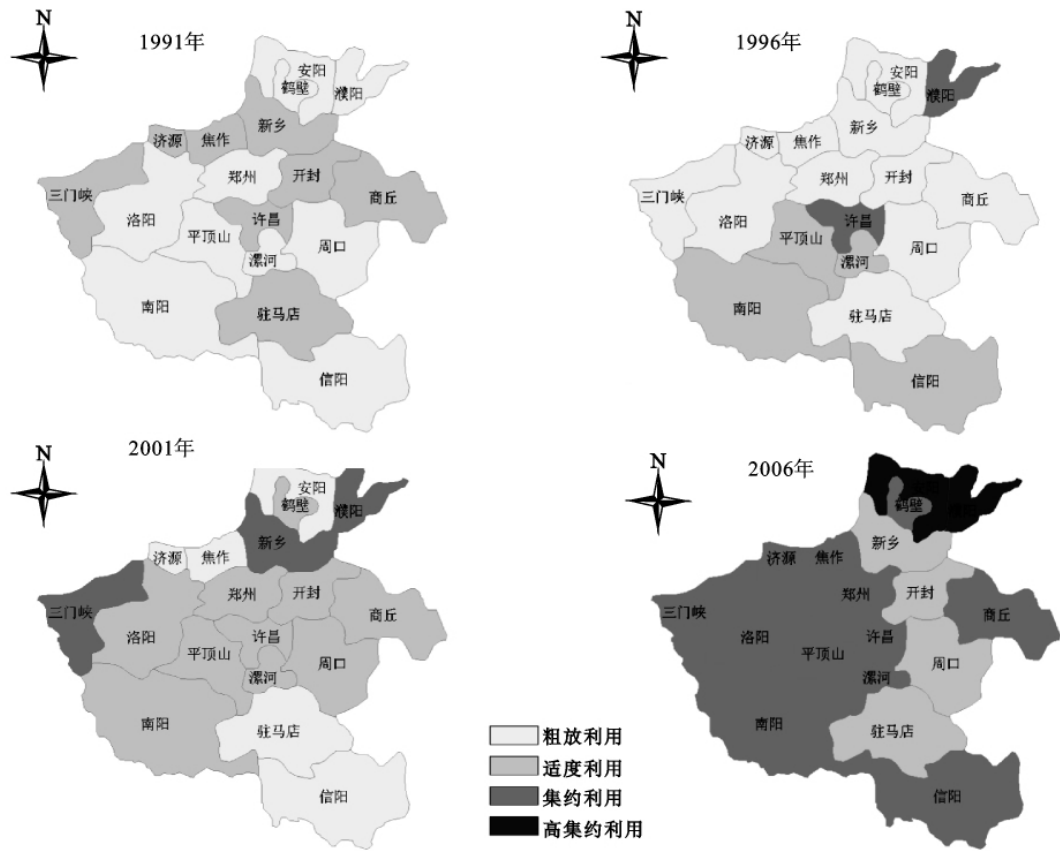 N
1991年
安阳
鹤壁
濮阳
新乡
济源
焦作
三门峡
郑州
开封
商丘
洛阳
许昌
平顶山
周口
漯河
南阳
驻马店
信阳
N
1996年
安阳
鹤壁
濮阳
新乡
济源
焦作
三门峡
郑州
开封
商丘
洛阳
许昌
平顶山
周口
漯河
南阳
驻马店
信阳
N
2001年
安阳
鹤壁
濮阳
新乡
济源
焦作
三门峡
郑州
开封
商丘
洛阳
许昌
平顶山
周口
漯河
南阳
驻马店
信阳
粗放利用
适度利用
集约利用
高集约利用
N
2006年
安阳
鹤壁
濮阳
新乡
济源
焦作
三门峡
郑州
开封
商丘
洛阳
许昌
平顶山
周口
漯河
南阳
驻马店
信阳